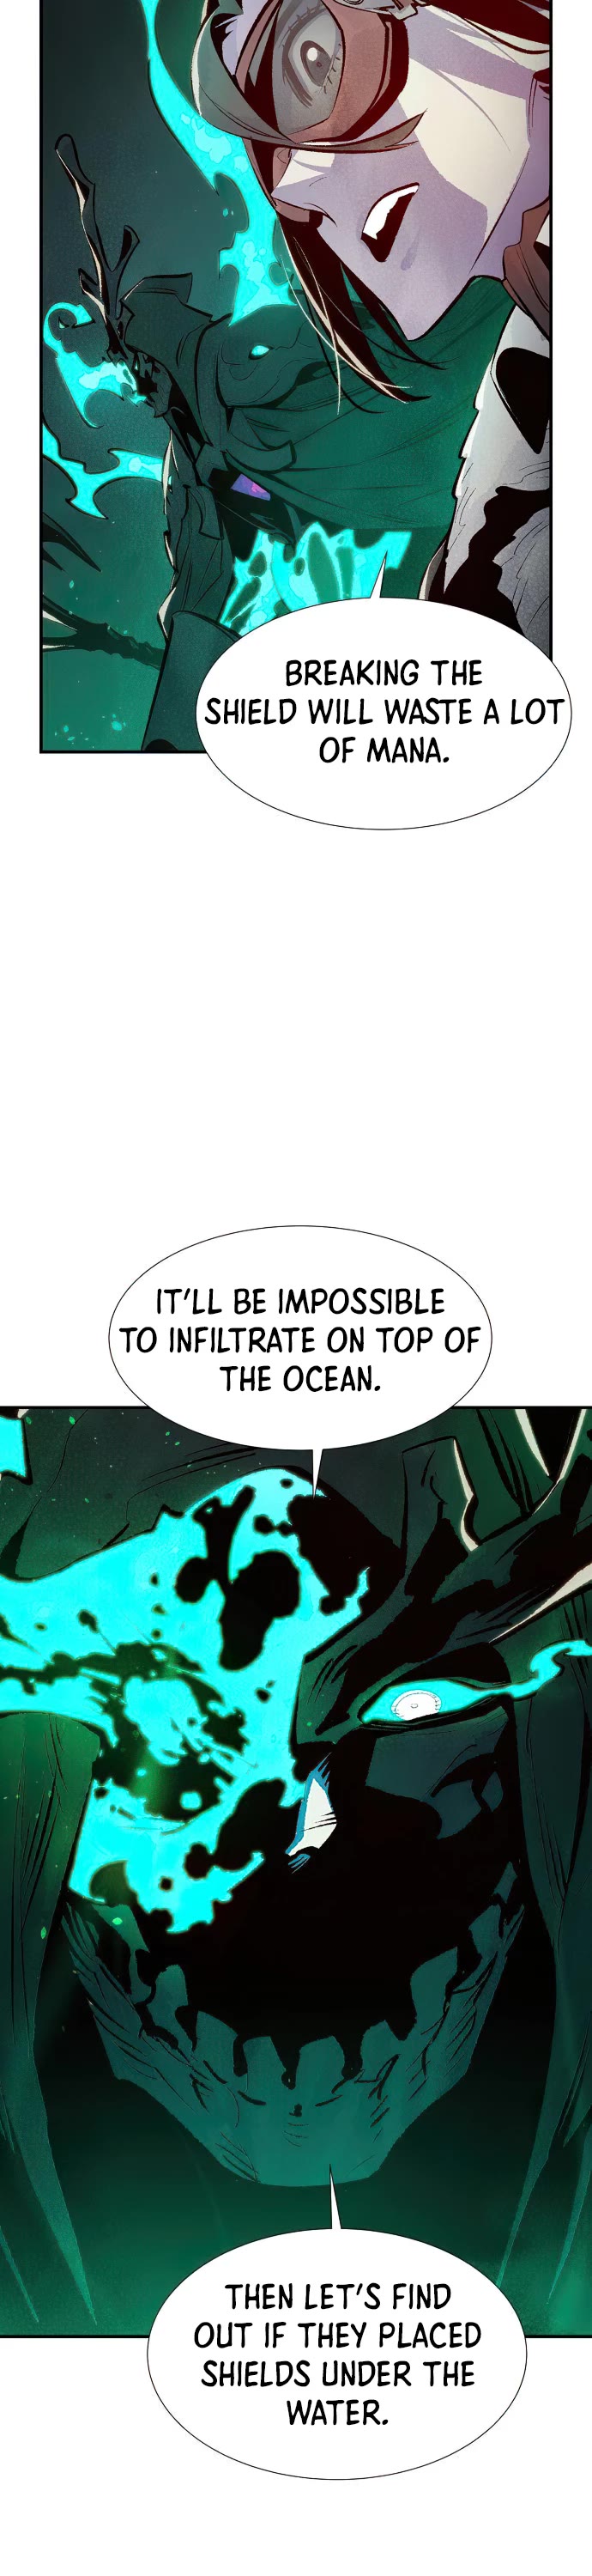 BREAKING THE
SHIELD WILL WASTE A LOT
OF MANA.
IT'LL BE IMPOSSIBLE
TO INFILTRATE ON TOP OF
THE OCEAN.
THEN LET'S FIND
OUT IF THEY PLACED
SHIELDS UNDER THE
WATER.